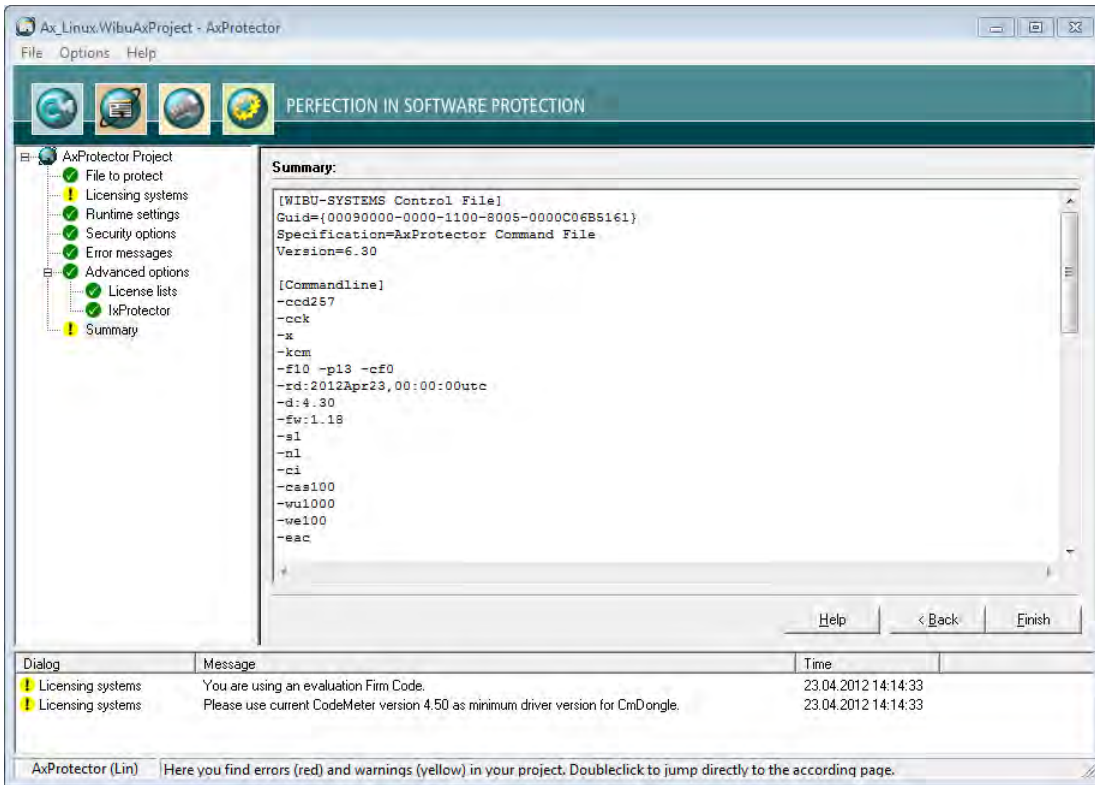 Ax_Linux.WibuAxProject - AxProtector
File Options Help
PERFECTION IN SOFTWARE PROTECTION
AxProtector Project
File to protect
Licensing systems
Runtime settings
Security options
Error messages
Advanced options
License lists
IxProtector
Summary
Summary:
[WIBU-SYSTEMS Control File]
Guid={00090000-0000-1100-8005-0000C06B5161}
Specification=AxProtector Command File
Version=6.30
[Commandline]
-ccd257
-cck
-x
-kcm
-f10 -p13 -cf0
-rd:2012Apr23,00:00:00utc
-d:4.30
-fw:1.18
-sl
-nl
-ci
-cas100
-wu1000
-we100
-eac
Help < Back Finish
Dialog Message Time
Licensing systems You are using an evaluation Firm Code. 23.04.2012 14:14:33
Licensing systems Please use current CodeMeter version 4.50 as minimum driver version for CmDongle. 23.04.2012 14:14:33
AxProtector (Lin) Here you find errors (red) and warnings (yellow) in your project. Doubleclick to jump directly to the according page.